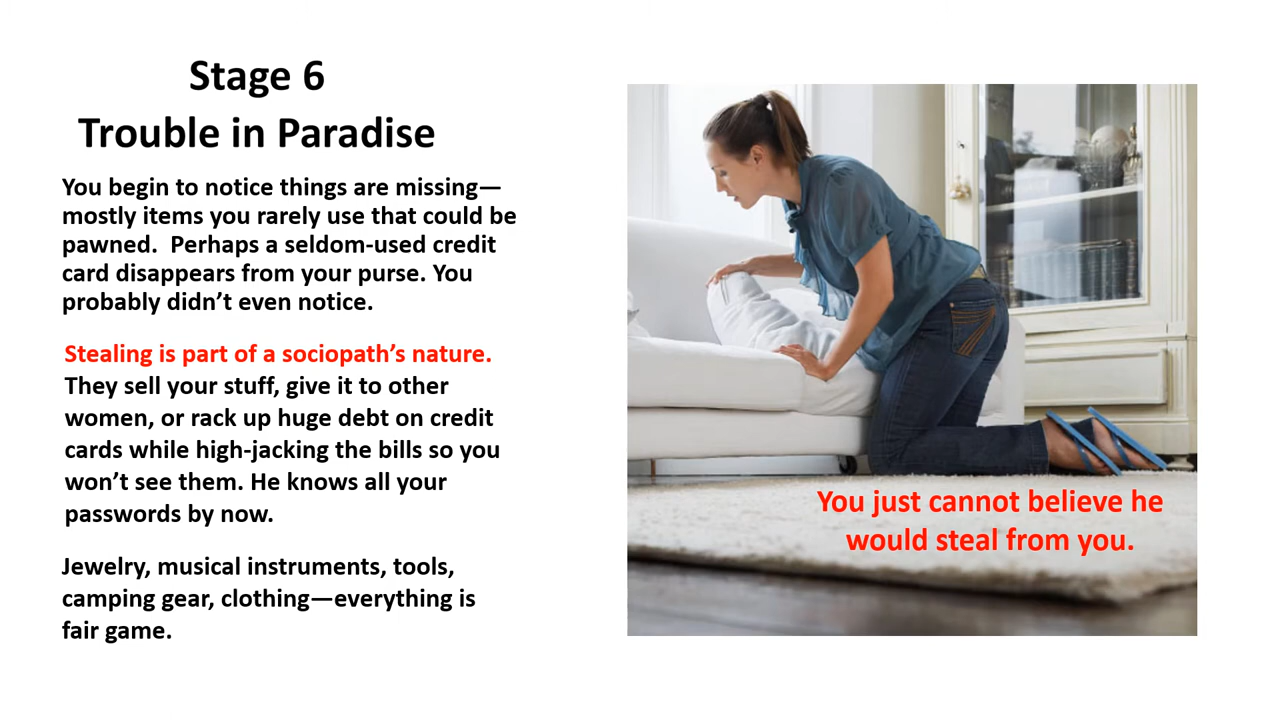 Stage 6
Trouble in Paradise
You begin to notice things are missing—
mostly items you rarely use that could be
pawned.  Perhaps a seldom-used credit
card disappears from your purse. You
probably didn’t even notice.
Stealing is part of a sociopath’s nature.
They sell your stuff, give it to other
women, or rack up huge debt on credit
cards while high-jacking the bills so you
won’t see them. He knows all your
passwords by now.
Jewelry, musical instruments, tools,
camping gear, clothing—everything is
fair game.
You just cannot believe he
would steal from you.